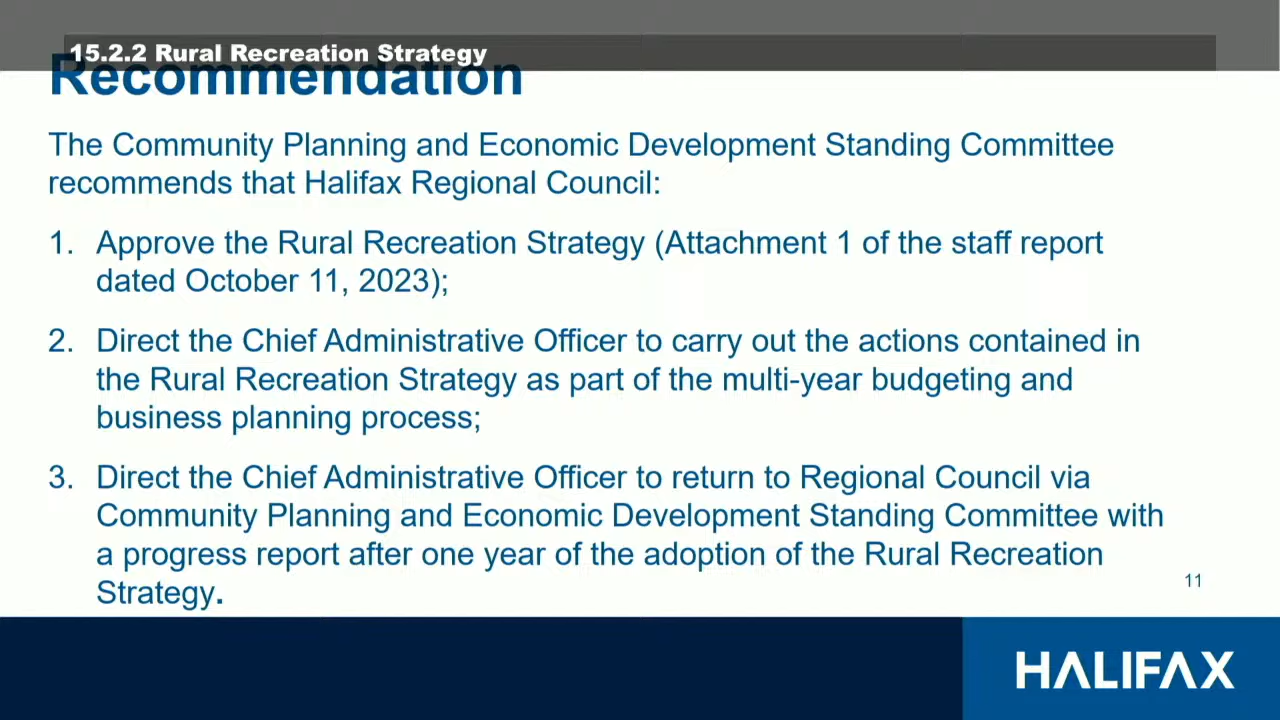 15.2.2 Rural Recreation Strategy
Recommendation
The Community Planning and Economic Development Standing Committee
recommends that Halifax Regional Council:
1. Approve the Rural Recreation Strategy (Attachment 1 of the staff report
dated October 11, 2023);
2. Direct the Chief Administrative Officer to carry out the actions contained in
the Rural Recreation Strategy as part of the multi-year budgeting and
business planning process;
3. Direct the Chief Administrative Officer to return to Regional Council via
Community Planning and Economic Development Standing Committee with
a progress report after one year of the adoption of the Rural Recreation
Strategy.
11
HALIFAX